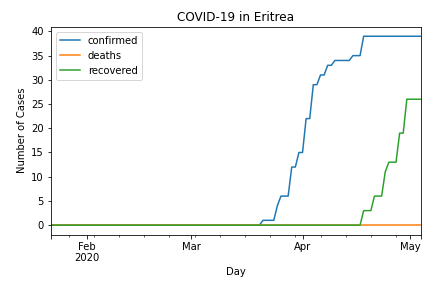 COVID-19 in Eritrea
confirmed
deaths
recovered
Number of Cases
40
35
30
25
20
15
10
5
0
Feb
2020
Mar
Apr
May
Day